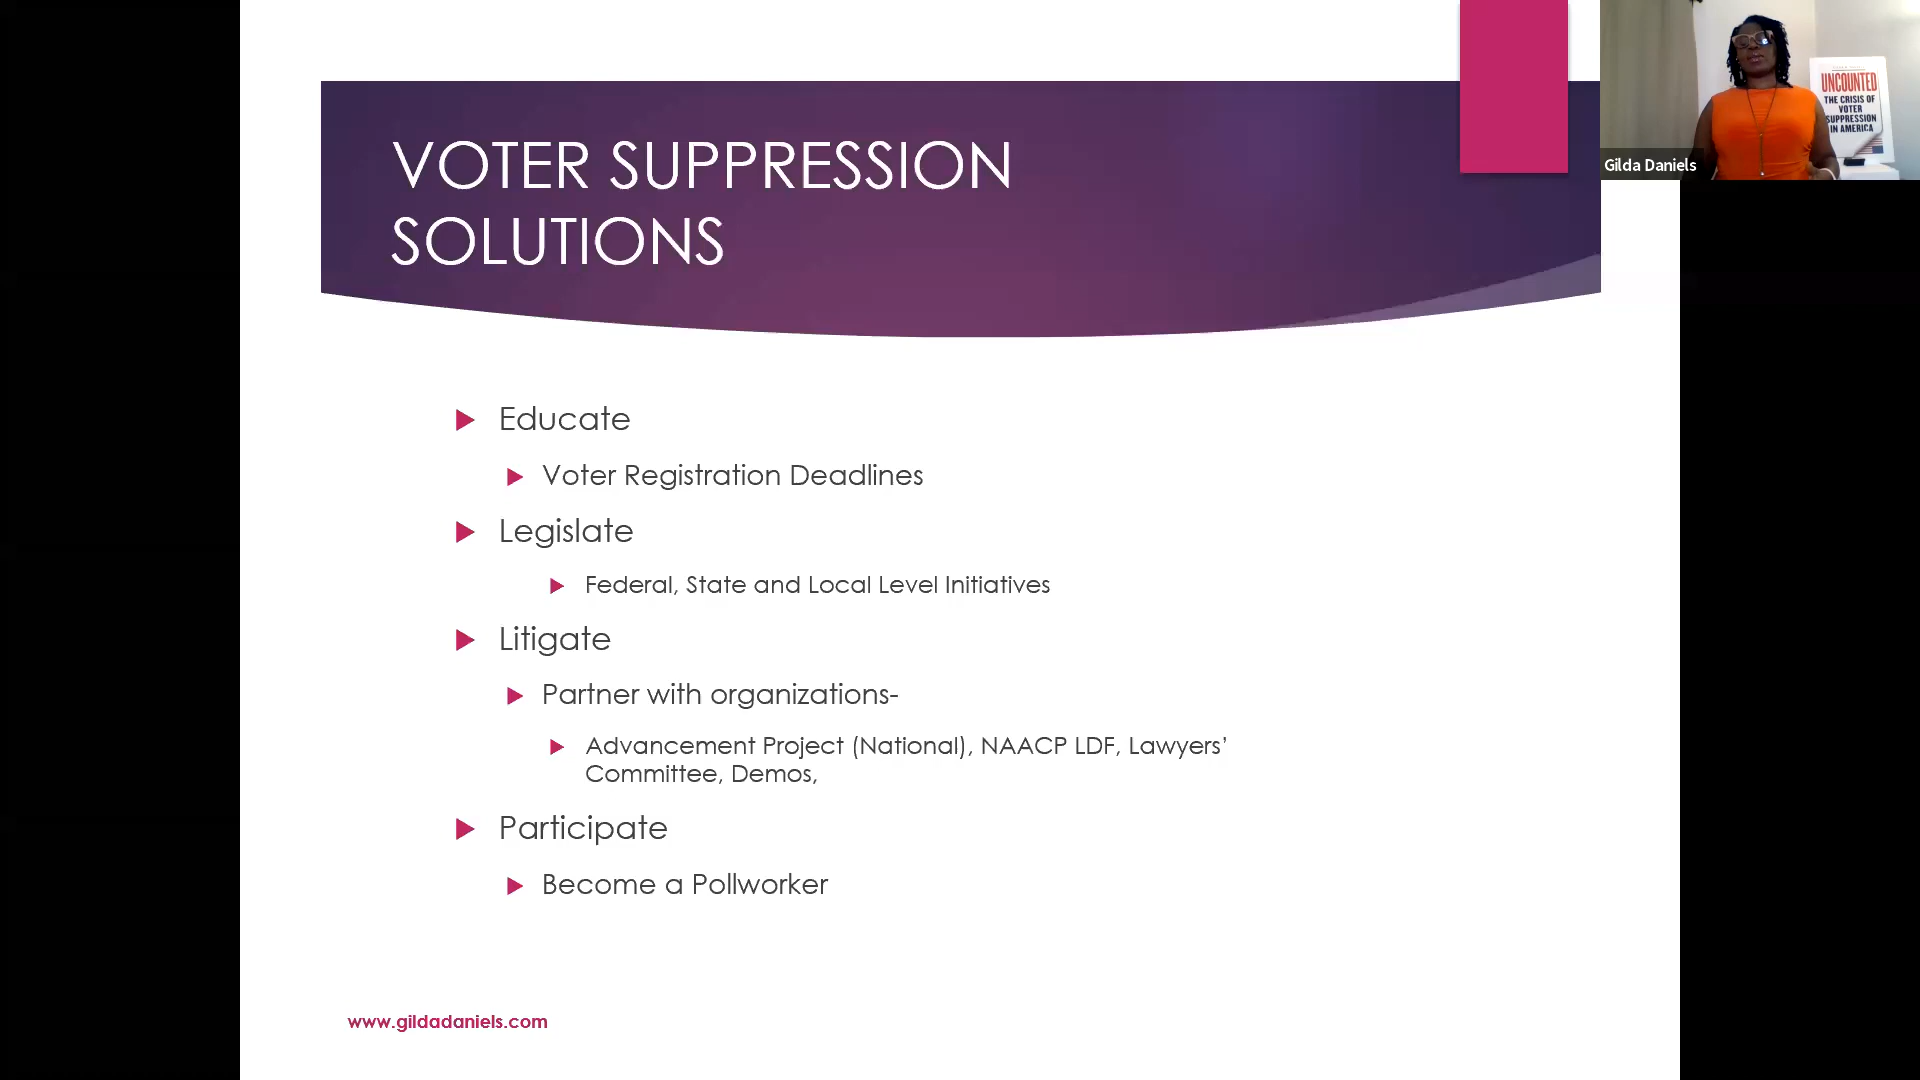 VOTER SUPPRESSION
SOLUTIONS
Educate
Voter Registration Deadlines
Legislate
Federal, State and Local Level Initiatives
Litigate
Partner with organizations-
Advancement Project (National), NAACP LDF, Lawyers’
Committee, Demos,
Participate
Become a Pollworker
www.gildadaniels.com
UNCOUNTED
THE CRISIS OF
VOTER
SUPPRESSION
IN AMERICA
Gilda Daniels